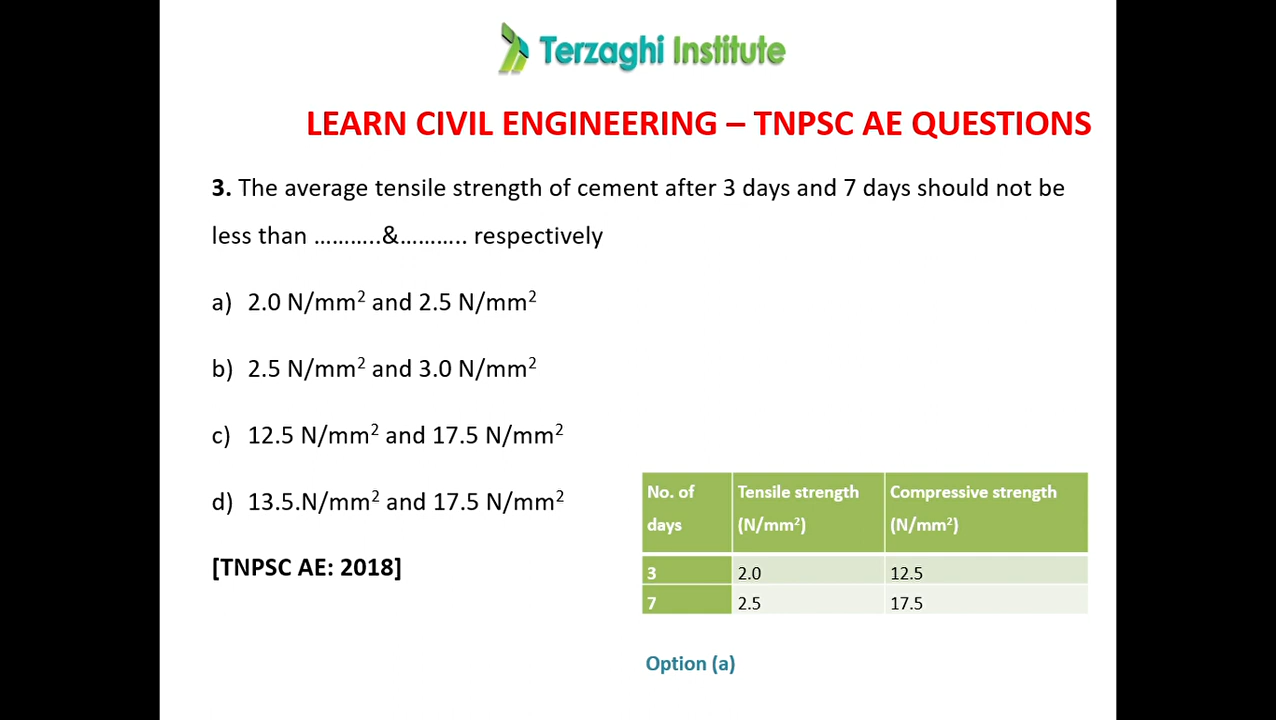 Terzaghi Institute
LEARN CIVIL ENGINEERING – TNPSC AE QUESTIONS
3. The average tensile strength of cement after 3 days and 7 days should not be
less than ………..&……….. respectively
a) 2.0 N/mm² and 2.5 N/mm²
b) 2.5 N/mm² and 3.0 N/mm²
c) 12.5 N/mm² and 17.5 N/mm²
d) 13.5.N/mm² and 17.5 N/mm²
[TNPSC AE: 2018]
No. of days Tensile strength (N/mm²) Compressive strength (N/mm²)
3 2.0 12.5
7 2.5 17.5
Option (a)